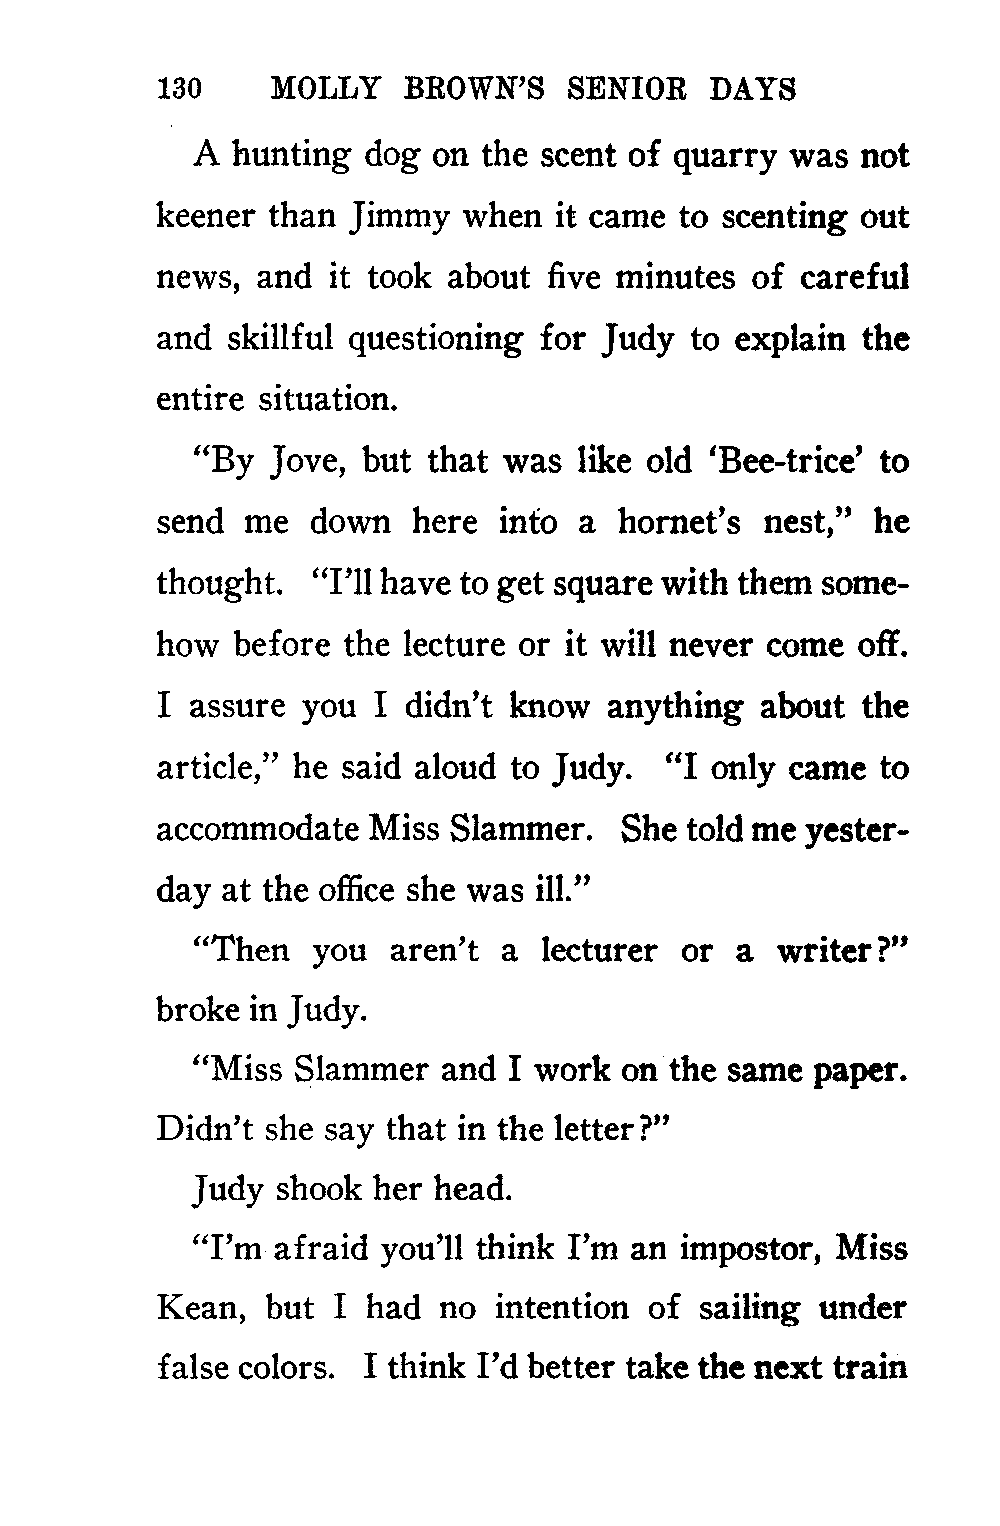 130 MOLLY BROWN'S SENIOR DAYS
A hunting dog on the scent of quarry was not
keener than Jimmy when it came to scenting out
news, and it took about five minutes of careful
and skillful questioning for Judy to explain the
entire situation.
“By Jove, but that was like old ‘Bee-trice’ to
send me down here into a hornet's nest,” he
thought. “I'll have to get square with them some-
how before the lecture or it will never come off.
I assure you I didn't know anything about the
article,” he said aloud to Judy. “I only came to
accommodate Miss Slammer. She told me yester-
day at the office she was ill.”
“Then you aren't a lecturer or a writer?”
broke in Judy.
“Miss Slammer and I work on the same paper.
Didn't she say that in the letter?”
Judy shook her head.
“I'm afraid you'll think I'm an impostor, Miss
Kean, but I had no intention of sailing under
false colors. I think I'd better take the next train